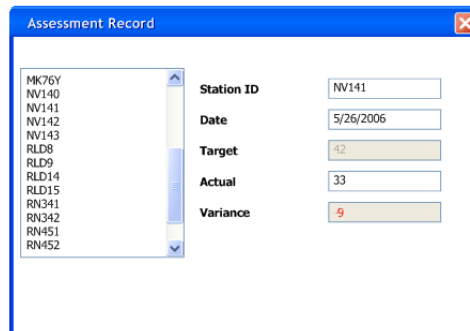 Assessment Record
MK76Y
NV140
NV141
NV142
NV143
RLD8
RLD9
RLD14
RLD15
RN341
RN342
RN451
RN452
Station ID NV141
Date 5/26/2006
Target 42
Actual 33
Variance -9